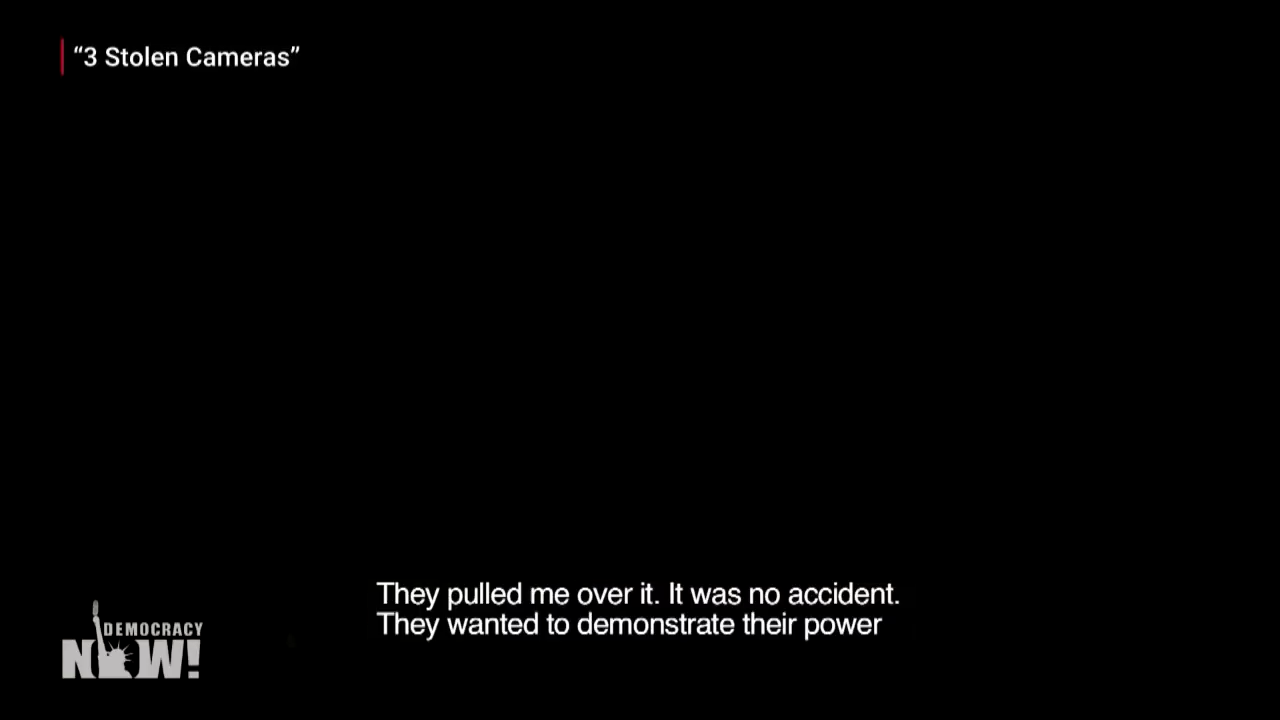 “3 Stolen Cameras”
They pulled me over it. It was no accident.
They wanted to demonstrate their power
DEMOCRACY
NOW!